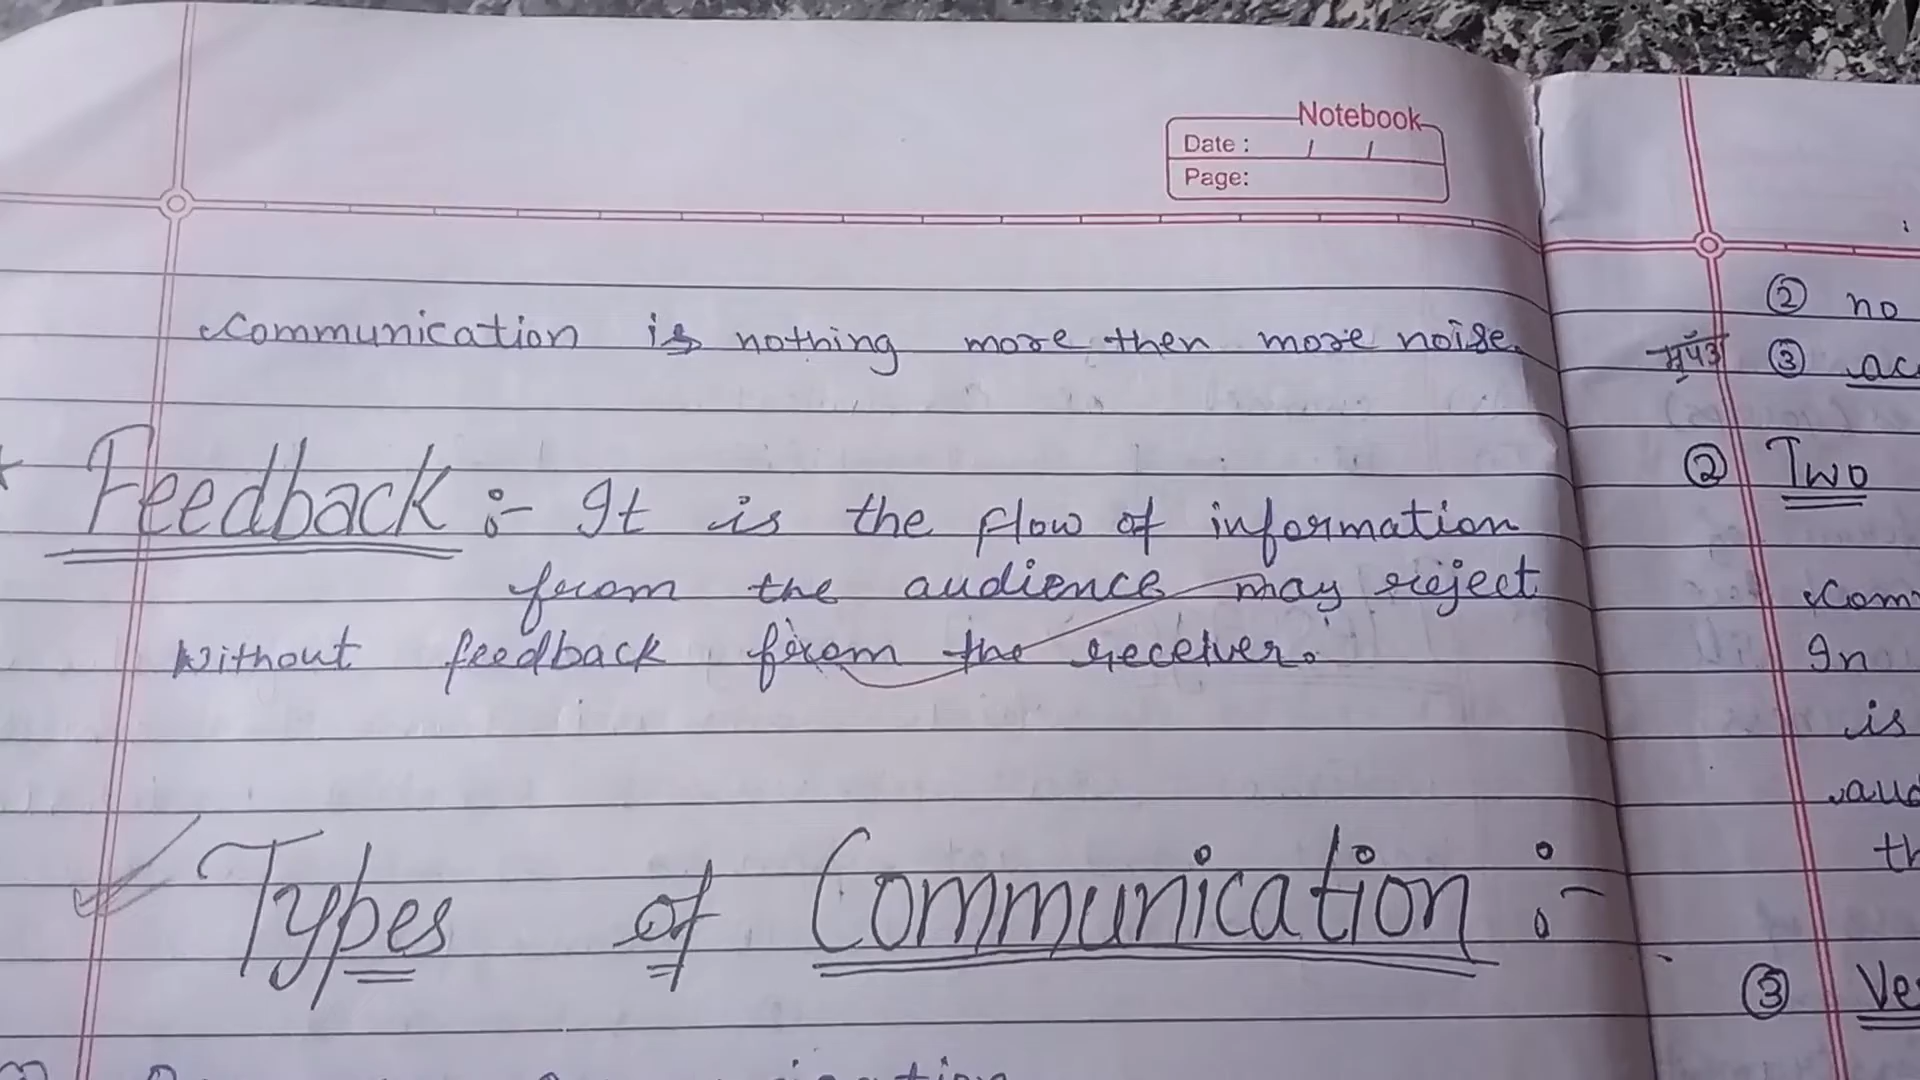 Notebook
Date : / /
Page:
Communication is nothing more then more noise.
Feedback :- It is the flow of information
from the audience may reject
without feedback from the receiver.
Types of Communication :-
② no
③
② Two
In
is
③